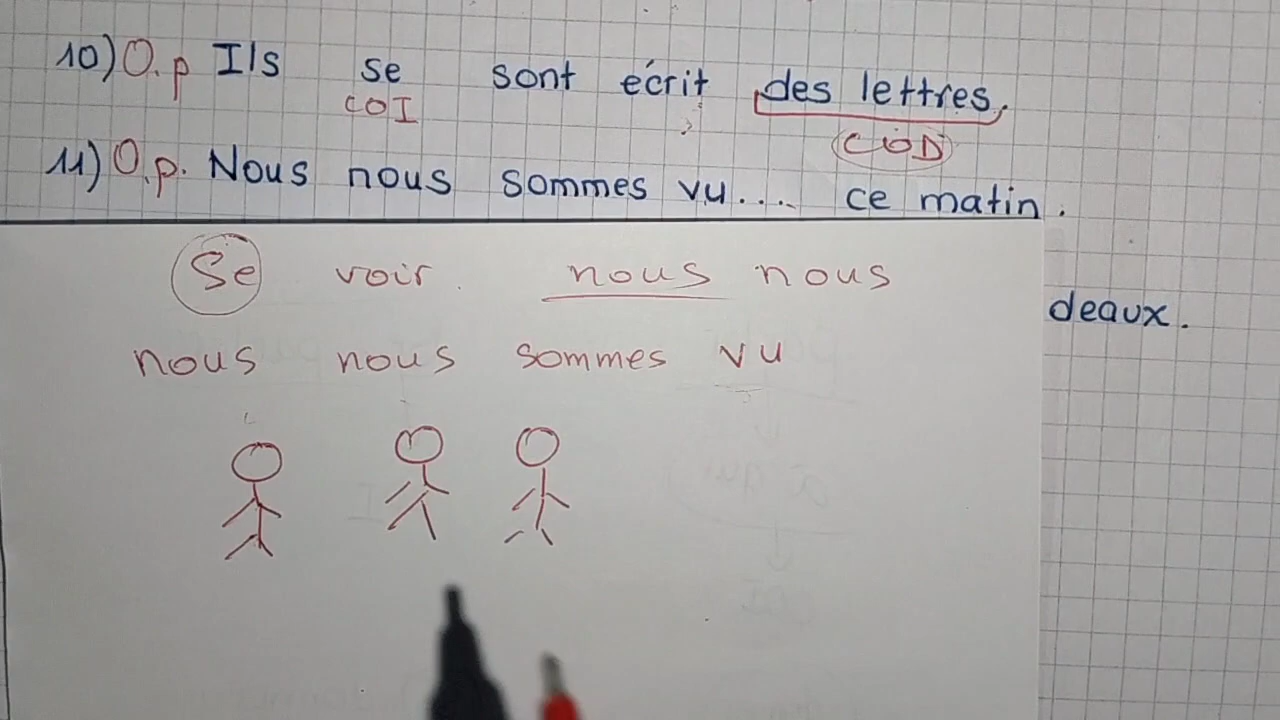 10) O.p Ils se sont écrit des lettres.
COI
COD
11) O.p. Nous nous sommes vu.... ce matin.
Se voir. nous nous
deaux.
nous nous sommes vu